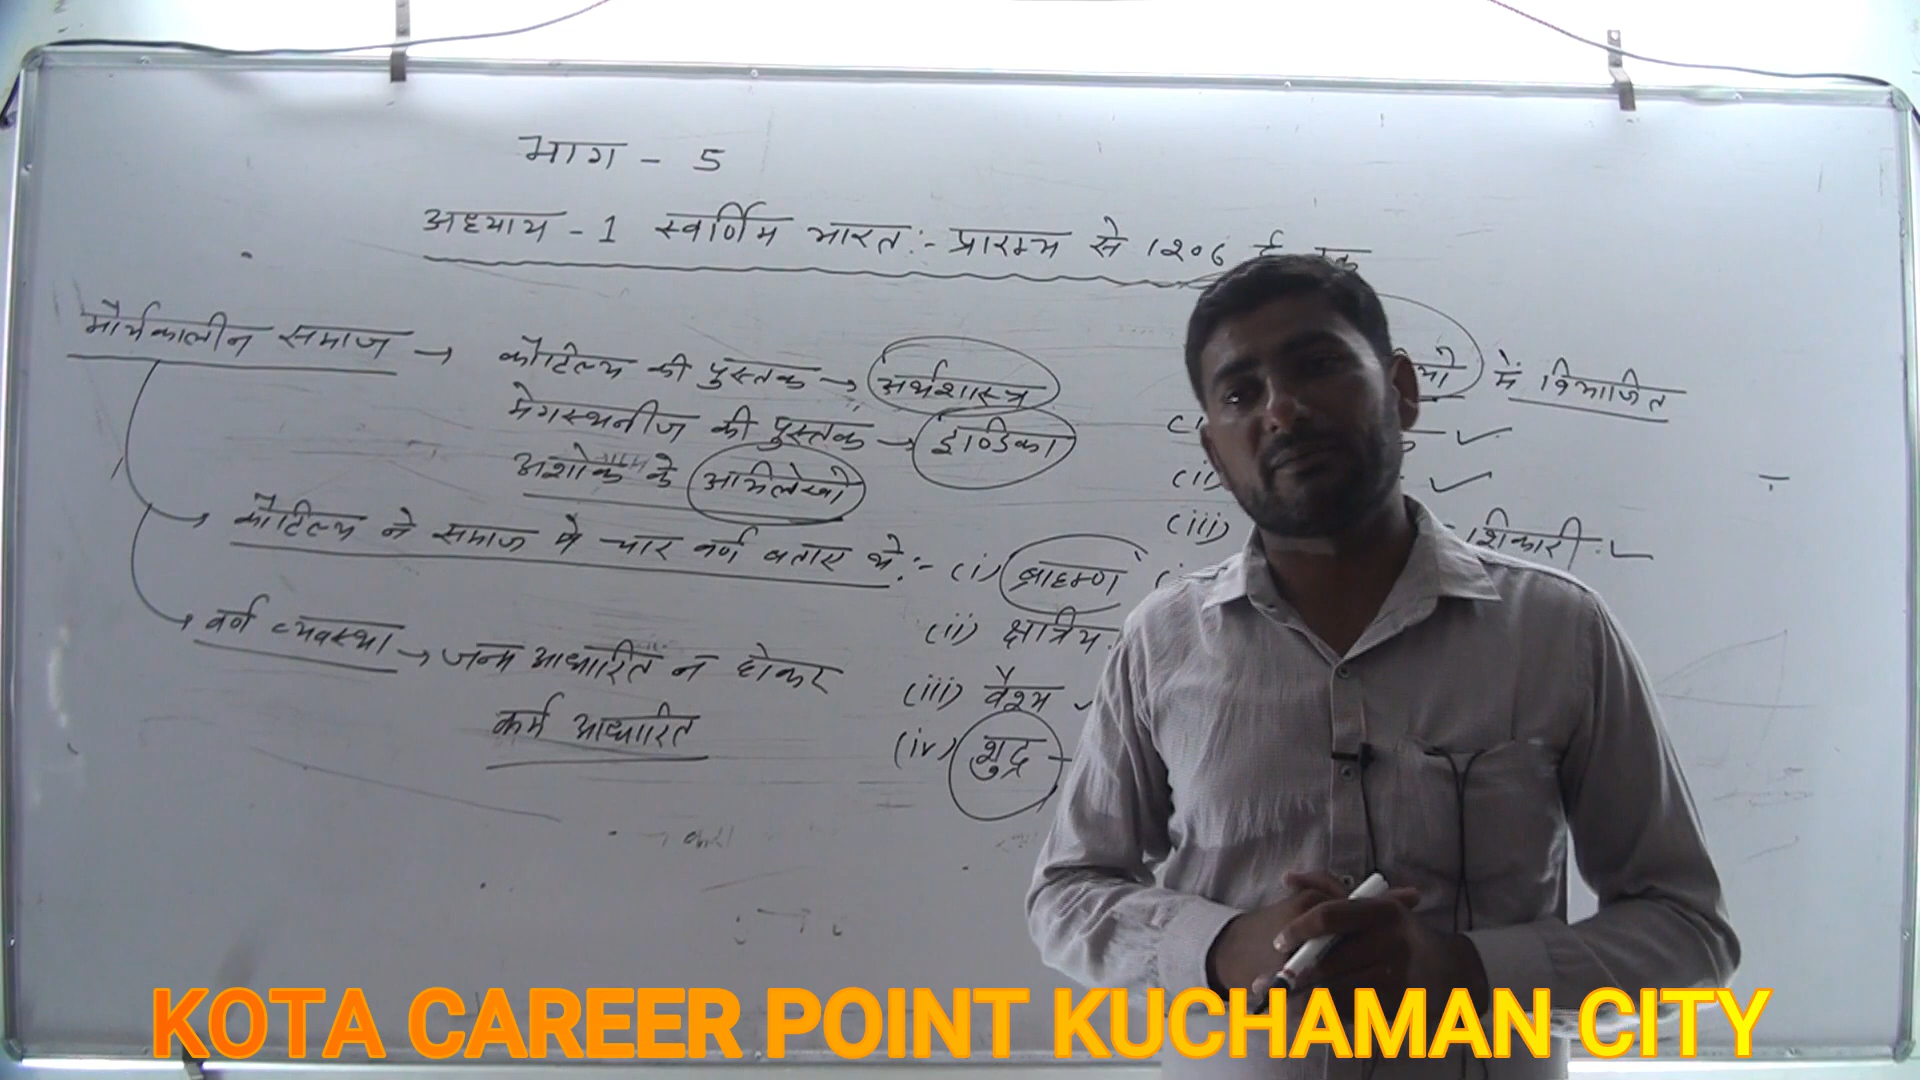 भाग - 5
अध्याय - 1 स्वर्णिम भारत :- प्रारम्भ से 1206 ई
मौर्यकालीन समाज → कौटिल्य की पुस्तक → अर्थशास्त्र
मेगस्थनीज की पुस्तक → इण्डिका
अशोक के अभिलेखो
में विभाजित
(ii)
(iii) शिकारी
कौटिल्य ने समाज मे चार वर्ण बताए थे :- (i) ब्राह्मण
(ii) क्षत्रिय
(iii) वैश्य
(iv) शुद्र
वर्ण व्यवस्था → जन्म आधारित न होकर
कर्म आधारित
KOTA CAREER POINT KUCHAMAN CITY